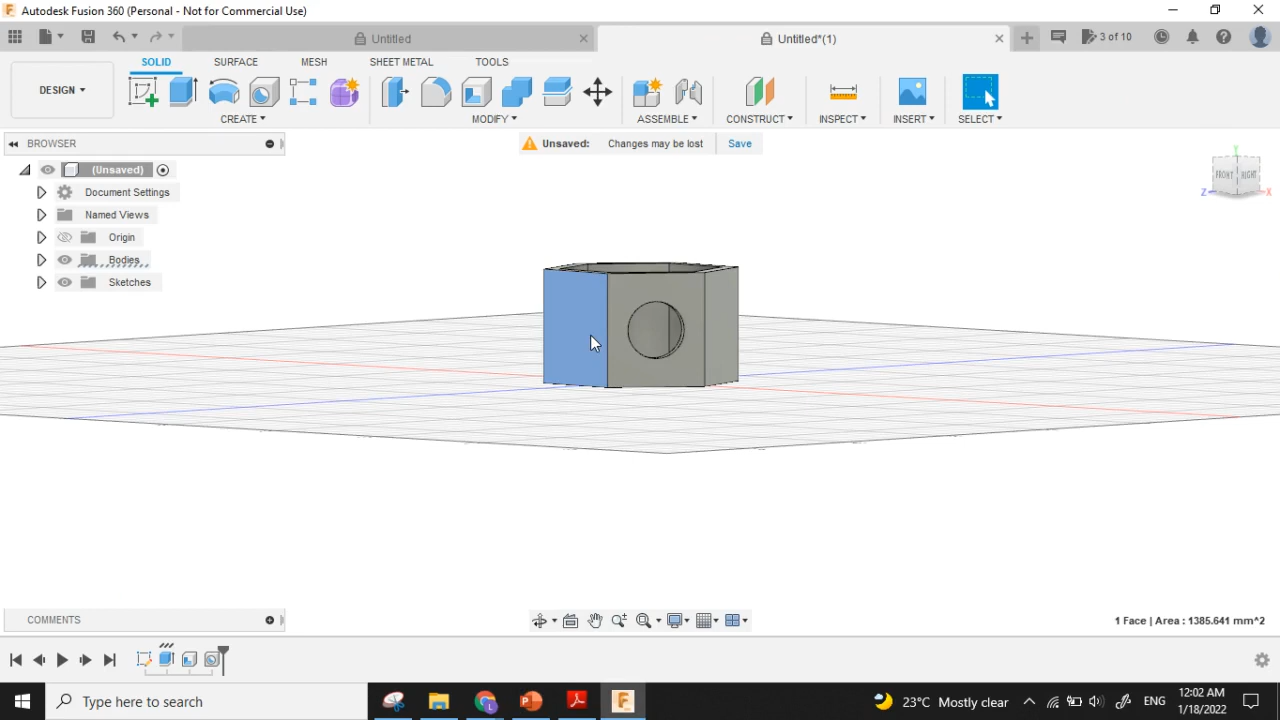 Autodesk Fusion 360 (Personal - Not for Commercial Use)
Untitled
Untitled*(1)
3 of 10
SOLID
SURFACE
MESH
SHEET METAL
TOOLS
DESIGN
CREATE
MODIFY
ASSEMBLE
CONSTRUCT
INSPECT
INSERT
SELECT
BROWSER
Unsaved: Changes may be lost
Save
(Unsaved)
Document Settings
Named Views
Origin
Bodies
Sketches
Y
FRONT
RIGHT
Z
X
COMMENTS
1 Face | Area : 1385.641 mm^2
Type here to search
23°C Mostly clear
ENG
12:02 AM
1/18/2022